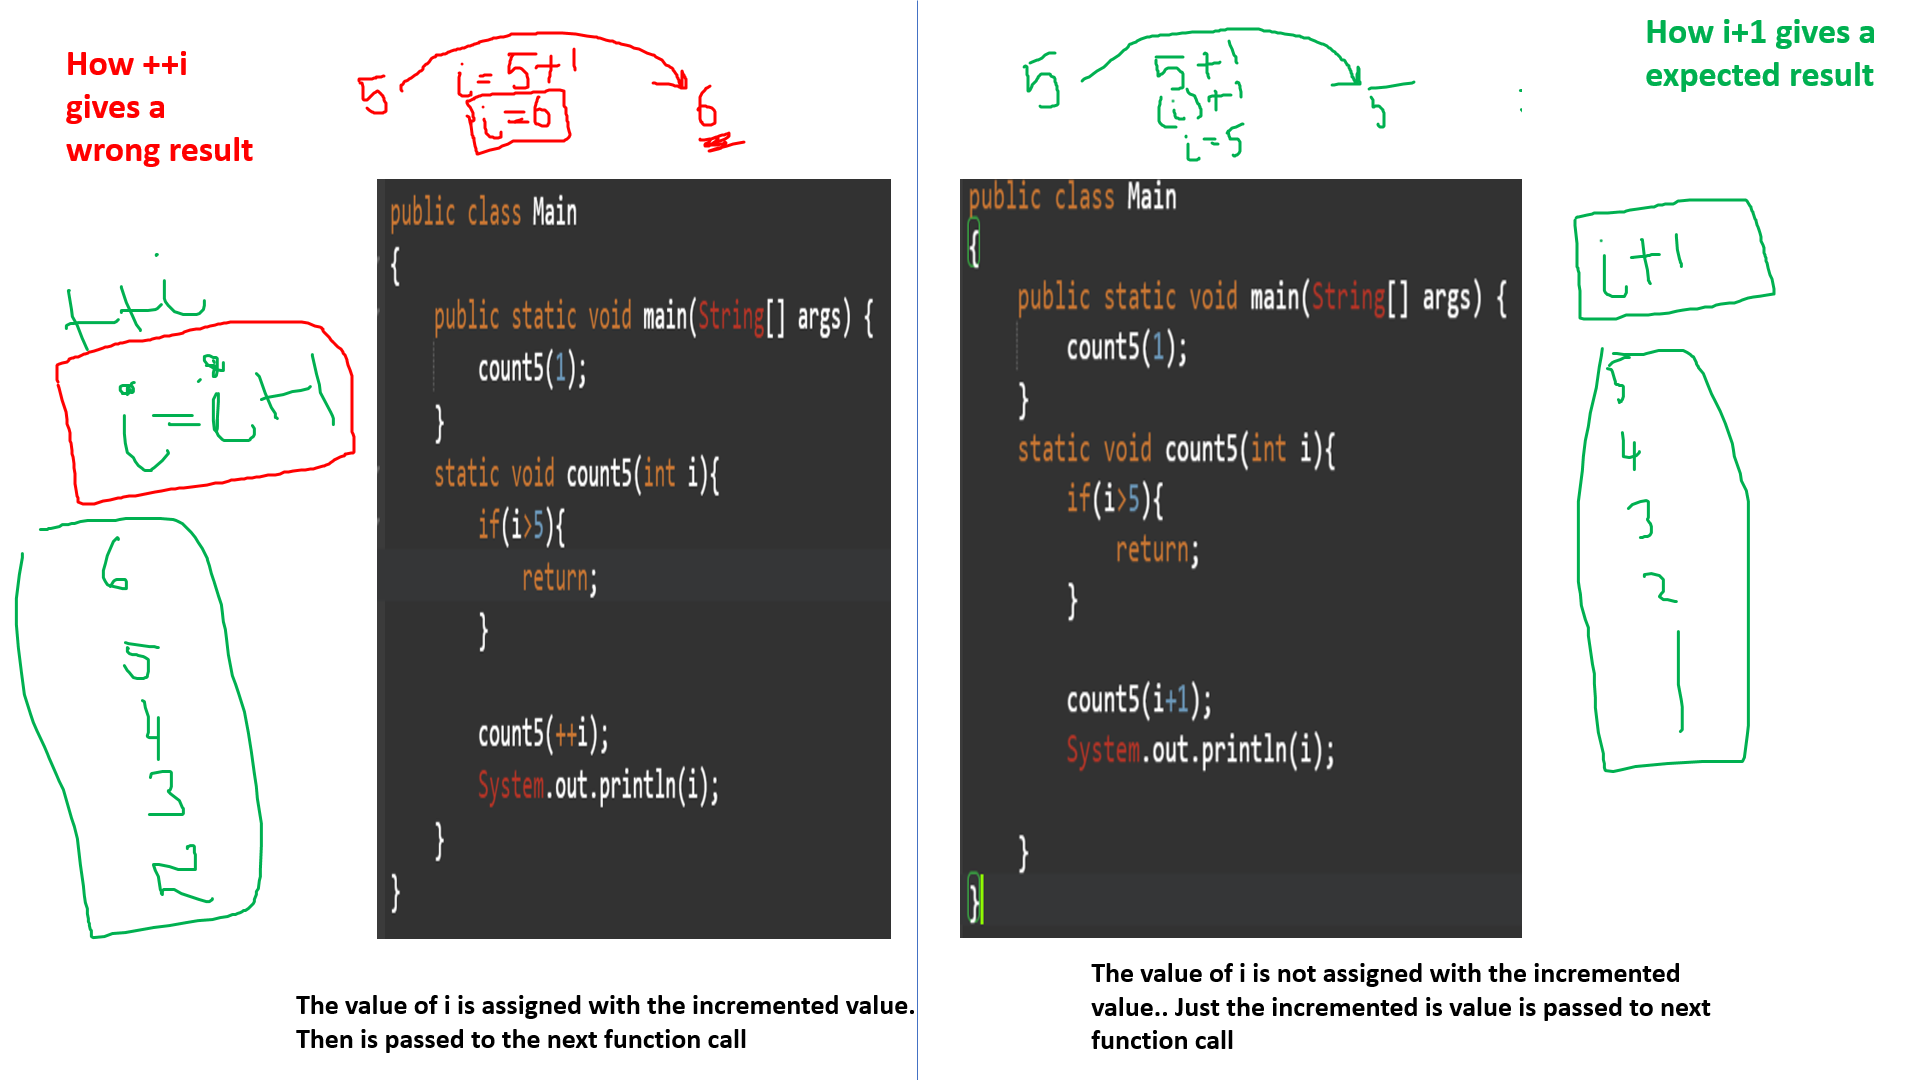 How ++i
gives a
wrong result
5
i = 5+1
i=6
6
++i
i=i+1
6
5
4
3
2
public class Main
{
public static void main(String[] args) {
count5(1);
}
static void count5(int i){
if(i>5){
return;
}
count5(++i);
System.out.println(i);
}
}
The value of i is assigned with the incremented value.
Then is passed to the next function call
How i+1 gives a
expected result
5
5+1
(i)+1
i=5
5
public class Main
{
public static void main(String[] args) {
count5(1);
}
static void count5(int i){
if(i>5){
return;
}
count5(i+1);
System.out.println(i);
}
}
i+1
5
4
3
2
1
The value of i is not assigned with the incremented
value.. Just the incremented is value is passed to next
function call